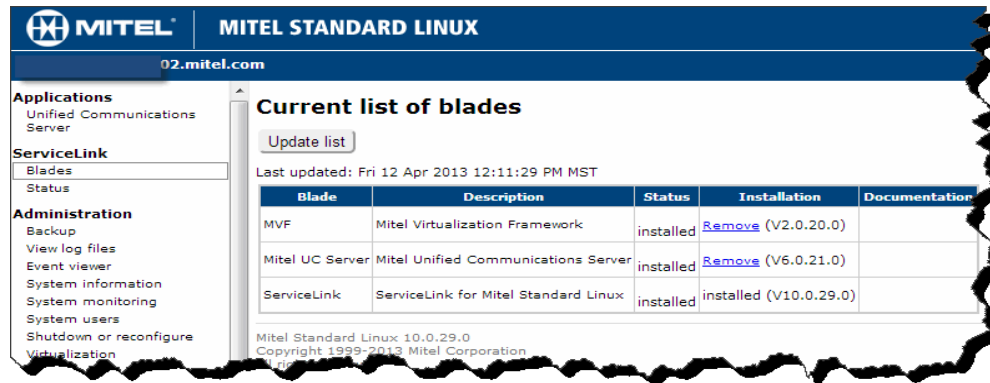 MITEL
MITEL STANDARD LINUX
02.mitel.com
Applications
Unified Communications
Server
ServiceLink
Blades
Status
Administration
Backup
View log files
Event viewer
System information
System monitoring
System users
Shutdown or reconfigure
Virtualization
Current list of blades
Update list
Last updated: Fri 12 Apr 2013 12:11:29 PM MST
Blade Description Status Installation Documentation
MVF Mitel Virtualization Framework installed Remove (V2.0.20.0)
Mitel UC Server Mitel Unified Communications Server installed Remove (V6.0.21.0)
ServiceLink ServiceLink for Mitel Standard Linux installed installed (V10.0.29.0)
Mitel Standard Linux 10.0.29.0
Copyright 1999-2013 Mitel Corporation